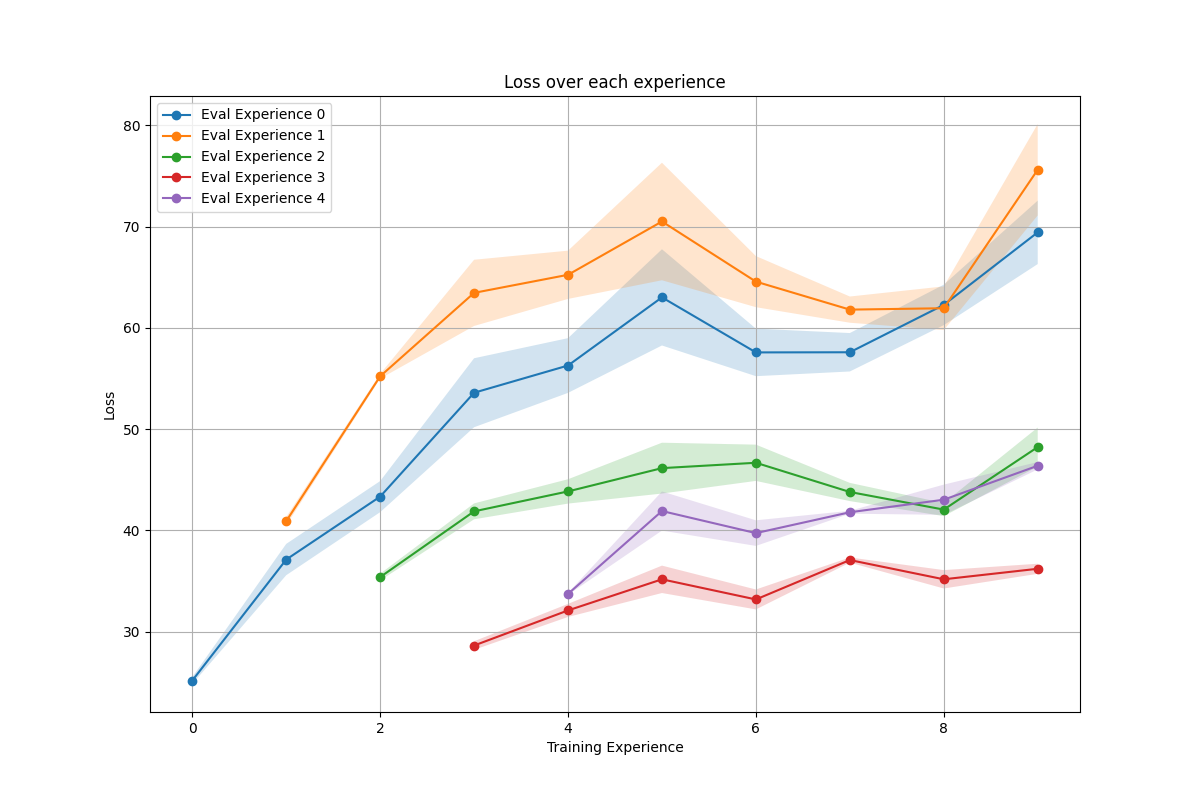 Loss over each experience
Eval Experience 0
Eval Experience 1
Eval Experience 2
Eval Experience 3
Eval Experience 4
80
70
60
50
40
30
Loss
0 2 4 6 8
Training Experience